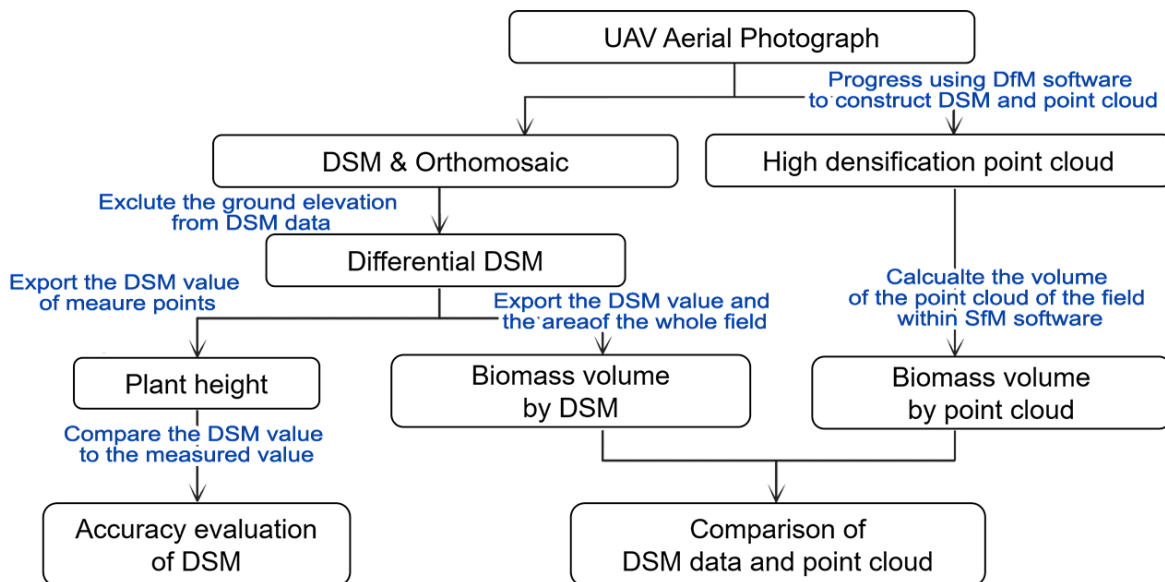 UAV Aerial Photograph
Progress using DfM software
to construct DSM and point cloud
DSM & Orthomosaic
High densification point cloud
Exclute the ground elevation
from DSM data
Differential DSM
Export the DSM value
of meaure points
Export the DSM value and
the areaof the whole field
Calcualte the volume
of the point cloud of the field
within SfM software
Plant height
Biomass volume
by DSM
Biomass volume
by point cloud
Compare the DSM value
to the measured value
Accuracy evaluation
of DSM
Comparison of
DSM data and point cloud